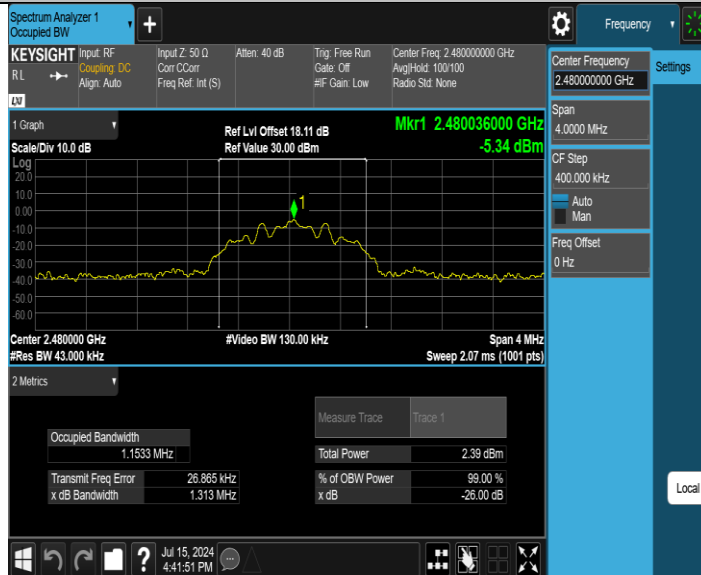 Spectrum Analyzer 1
Occupied BW
Frequency
KEYSIGHT
RL
LXI
Input: RF
Coupling: DC
Align: Auto
Input Z: 50 Ω
Corr CCorr
Freq Ref: Int (S)
Atten: 40 dB
Trig: Free Run
Gate: Off
#IF Gain: Low
Center Freq: 2.480000000 GHz
Avg|Hold: 100/100
Radio Std: None
Center Frequency
2.480000000 GHz
Settings
Span
4.0000 MHz
CF Step
400.000 kHz
Auto
Man
Freq Offset
0 Hz
Local
1 Graph
Scale/Div 10.0 dB
Ref Lvl Offset 18.11 dB
Ref Value 30.00 dBm
Mkr1 2.480036000 GHz
-5.34 dBm
Log
20.0
10.0
0.00
-10.0
-20.0
-30.0
-40.0
-50.0
-60.0
1
Center 2.480000 GHz
#Video BW 130.00 kHz
Span 4 MHz
#Res BW 43.000 kHz
Sweep 2.07 ms (1001 pts)
2 Metrics
Measure Trace
Trace 1
Occupied Bandwidth
1.1533 MHz
Total Power
2.39 dBm
Transmit Freq Error
26.865 kHz
% of OBW Power
99.00 %
x dB Bandwidth
1.313 MHz
x dB
-26.00 dB
?
Jul 15, 2024
4:41:51 PM